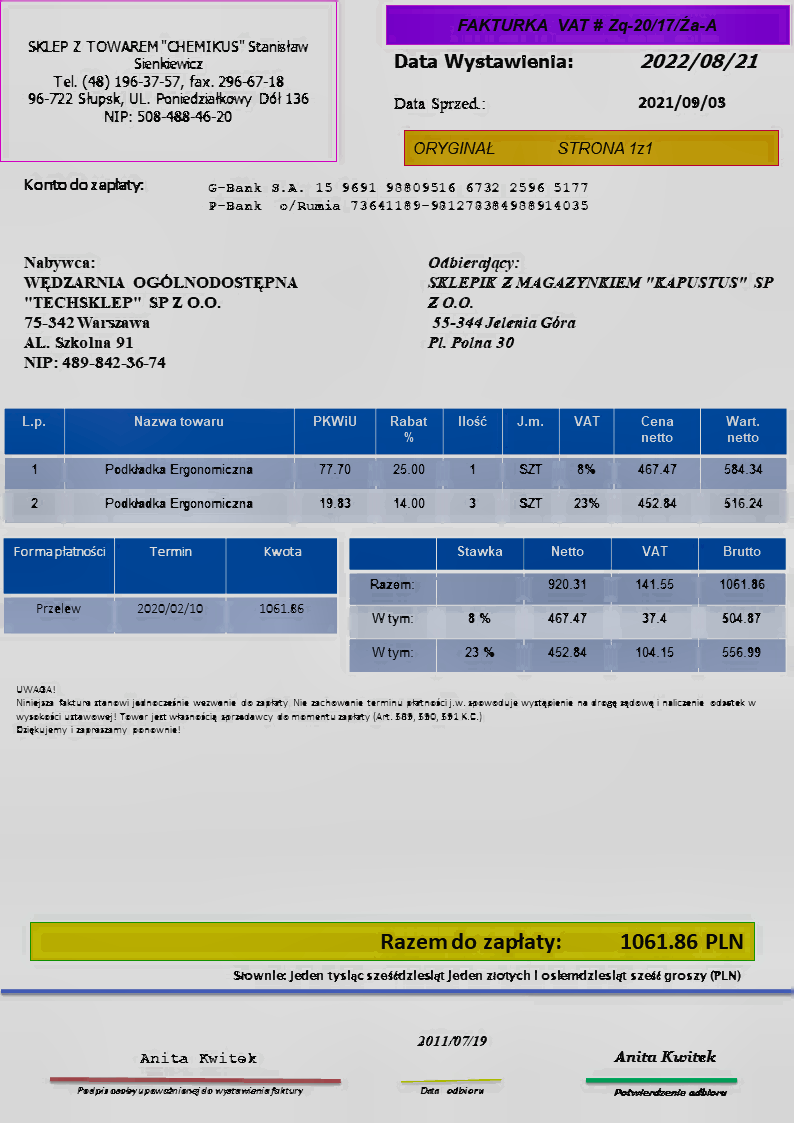 SKLEP Z TOWAREM "CHEMIKUS" Stanisław
Sienkiewicz
Tel. (48) 196-37-57, fax. 296-67-18
96-722 Słupsk, UL. Poniedziałkowy Dół 136
NIP: 508-488-46-20
FAKTURKA VAT # Zq-20/17/Źa-A
Data Wystawienia: 2022/08/21
Data Sprzed.: 2021/09/03
ORYGINAŁ STRONA 1z1
Konto do zapłaty:
G-Bank S.A. 15 9691 98809516 6732 2596 5177
P-Bank o/Rumia 73641189-981278384988914035
Nabywca:
WĘDZARNIA OGÓLNODOSTĘPNA
"TECHSKLEP" SP Z O.O.
75-342 Warszawa
AL. Szkolna 91
NIP: 489-842-36-74
Odbierający:
SKLEPIK Z MAGAZYNKIEM "KAPUSTUS" SP
Z O.O.
55-344 Jelenia Góra
Pl. Polna 30
L.p. Nazwa towaru PKWiU Rabat % Ilość J.m. VAT Cena netto Wart. netto
1 Podkładka Ergonomiczna 77.70 25.00 1 SZT 8% 467.47 584.34
2 Podkładka Ergonomiczna 19.83 14.00 3 SZT 23% 452.84 516.24
Forma płatności Termin Kwota
Przelew 2020/02/10 1061.86
Stawka Netto VAT Brutto
Razem: 920.31 141.55 1061.86
W tym: 8 % 467.47 37.4 504.87
W tym: 23 % 452.84 104.15 556.99
UWAGA!
Niniejsza faktura stanowi jednocześnie wezwanie do zapłaty. Nie zachowanie terminu płatności j.w. spowoduje wystąpienie na drogę sądową i naliczenie odsetek w
wysokości ustawowej! Towar jest własnością sprzedawcy do momentu zapłaty (Art. 589, 590, 591 K.C.)
Dziękujemy i zapraszamy ponownie!
Razem do zapłaty: 1061.86 PLN
Słownie: jeden tysiąc sześćdziesiąt jeden złotych i osiemdziesiąt sześć groszy (PLN)
Anita Kwitek
Podpis osoby upoważnionej do wystawienia faktury
2011/07/19
Data odbioru
Anita Kwitek
Potwierdzenie odbioru